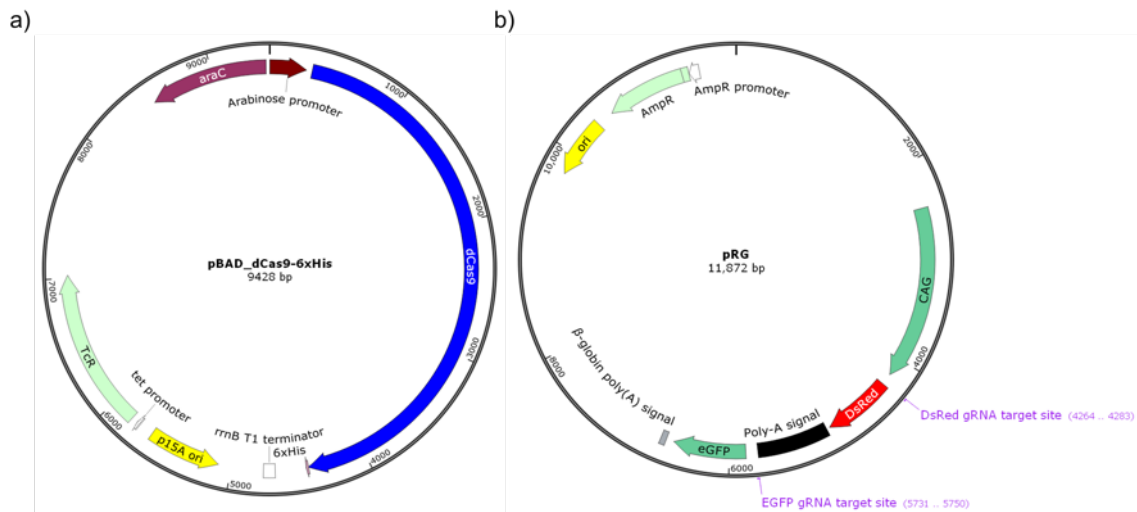 a)
9000
araC
Arabinose promoter
1000
8000
2000
pBAD_dCas9-6xHis
9428 bp
dCas9
7000
3000
TcR
tet promoter
rrnB T1 terminator
6xHis
6000
p15A ori
4000
5000
b)
AmpR promoter
AmpR
ori
10,000
2000
pRG
11,872 bp
CAG
β-globin poly(A) signal
8000
4000
DsRed
DsRed gRNA target site (4264 .. 4283)
Poly-A signal
eGFP
6000
EGFP gRNA target site (5731 .. 5750)